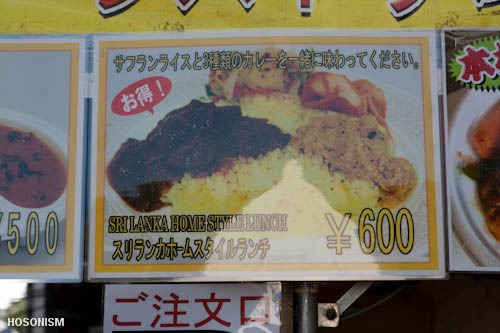 サフランライスと3種類のカレーを一緒に味わってください。
お得!
本
SRI LANKA HOME STYLE LUNCH
スリランカホームスタイルランチ
¥600
¥500
ご注文口
HOSONISM